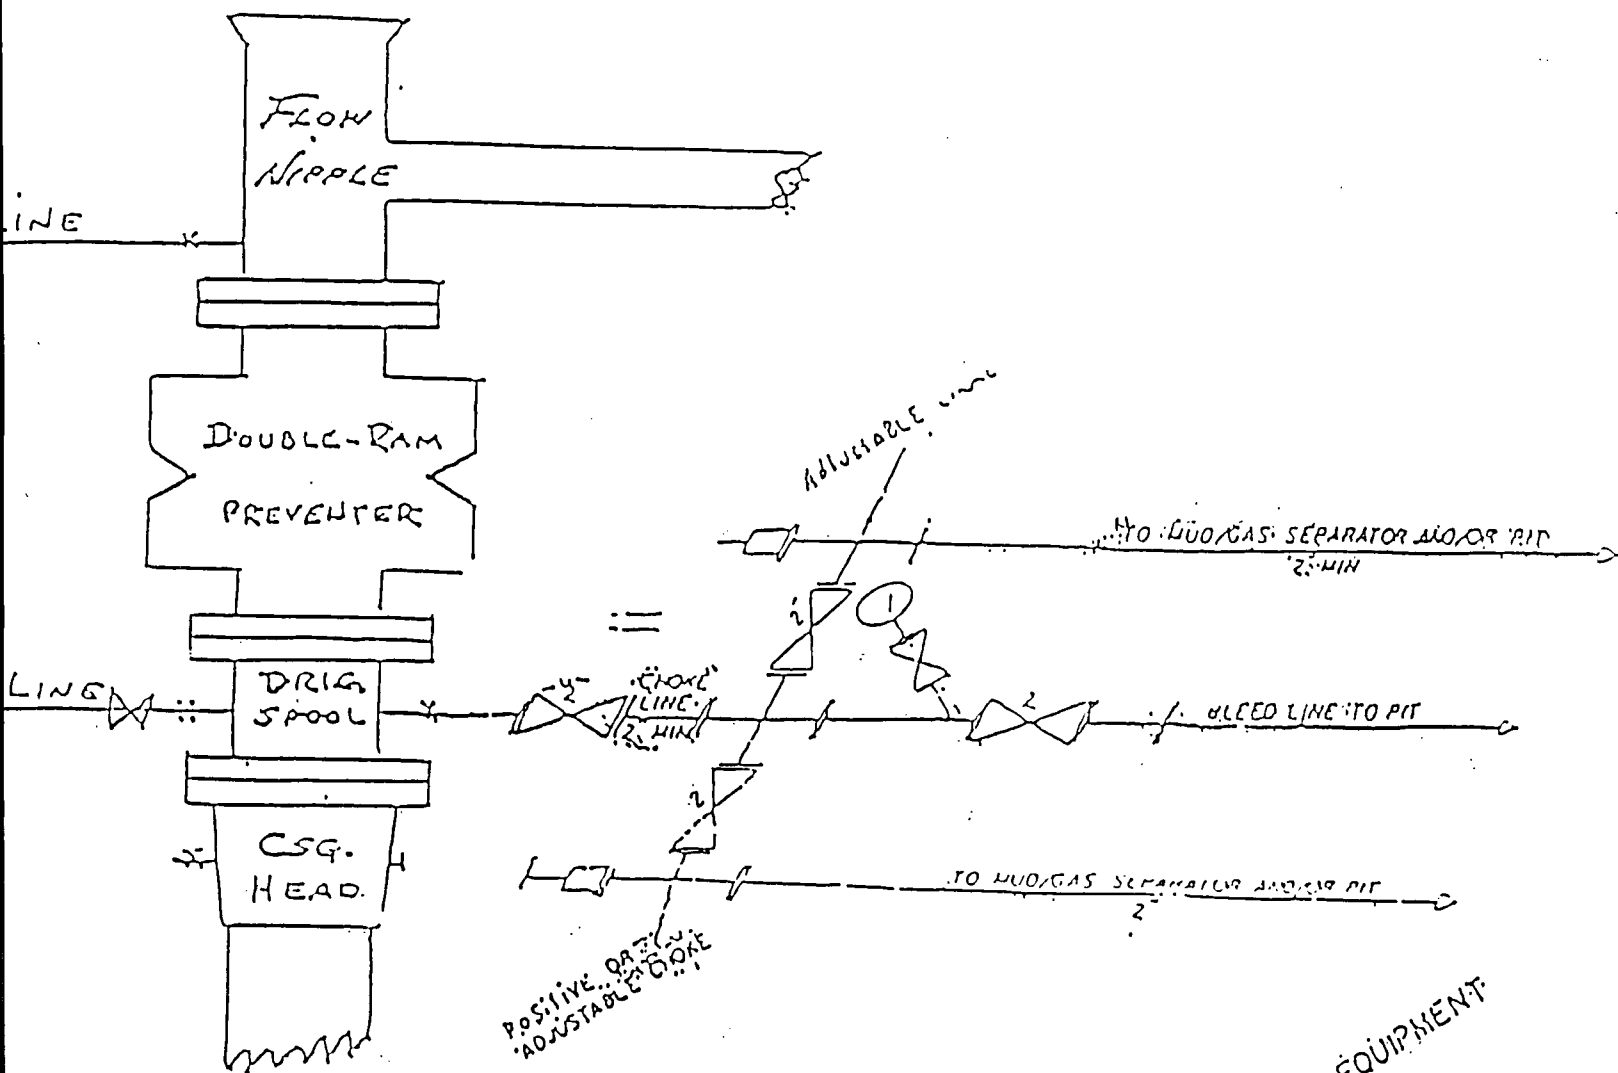 FLOW
NIPPLE
LINE
DOUBLE-RAM
PREVENTER
ADJUSTABLE
TO MUD/GAS SEPARATOR AND/OR PIT
2" MIN
2"
1
LINE
DRLG
SPOOL
"CHOKE"
LINE
2" MIN
2
BLEED LINE TO PIT
2
CSG.
HEAD
TO MUD/GAS SEPARATOR AND/OR PIT
2"
POSITIVE OR
ADJUSTABLE CHOKE
EQUIPMENT